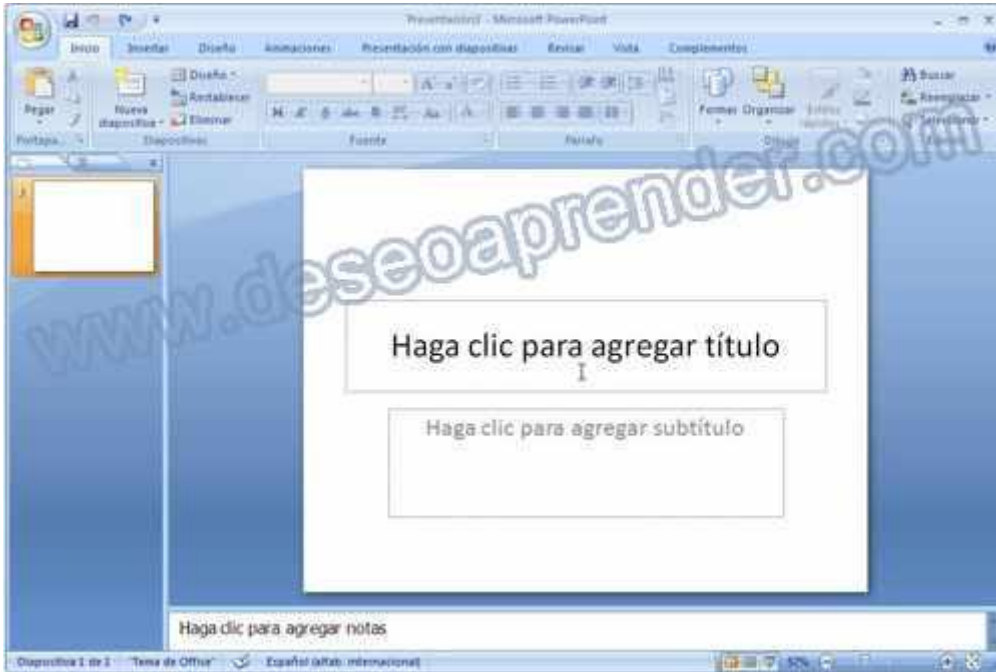 Presentación1 - Microsoft PowerPoint
Inicio Insertar Diseño Animaciones Presentación con diapositivas Revisar Vista Complementos
Pegar
Nueva diapositiva
Diseño
Restablecer
Eliminar
Formas Organizar
Buscar
Reemplazar
Seleccionar
Portapa... Diapositivas Fuente Párrafo Dibujo
www.deseoaprender.com
Haga clic para agregar título
Haga clic para agregar subtítulo
Haga clic para agregar notas
Diapositiva 1 de 1 "Tema de Office" Español (alfab. internacional)